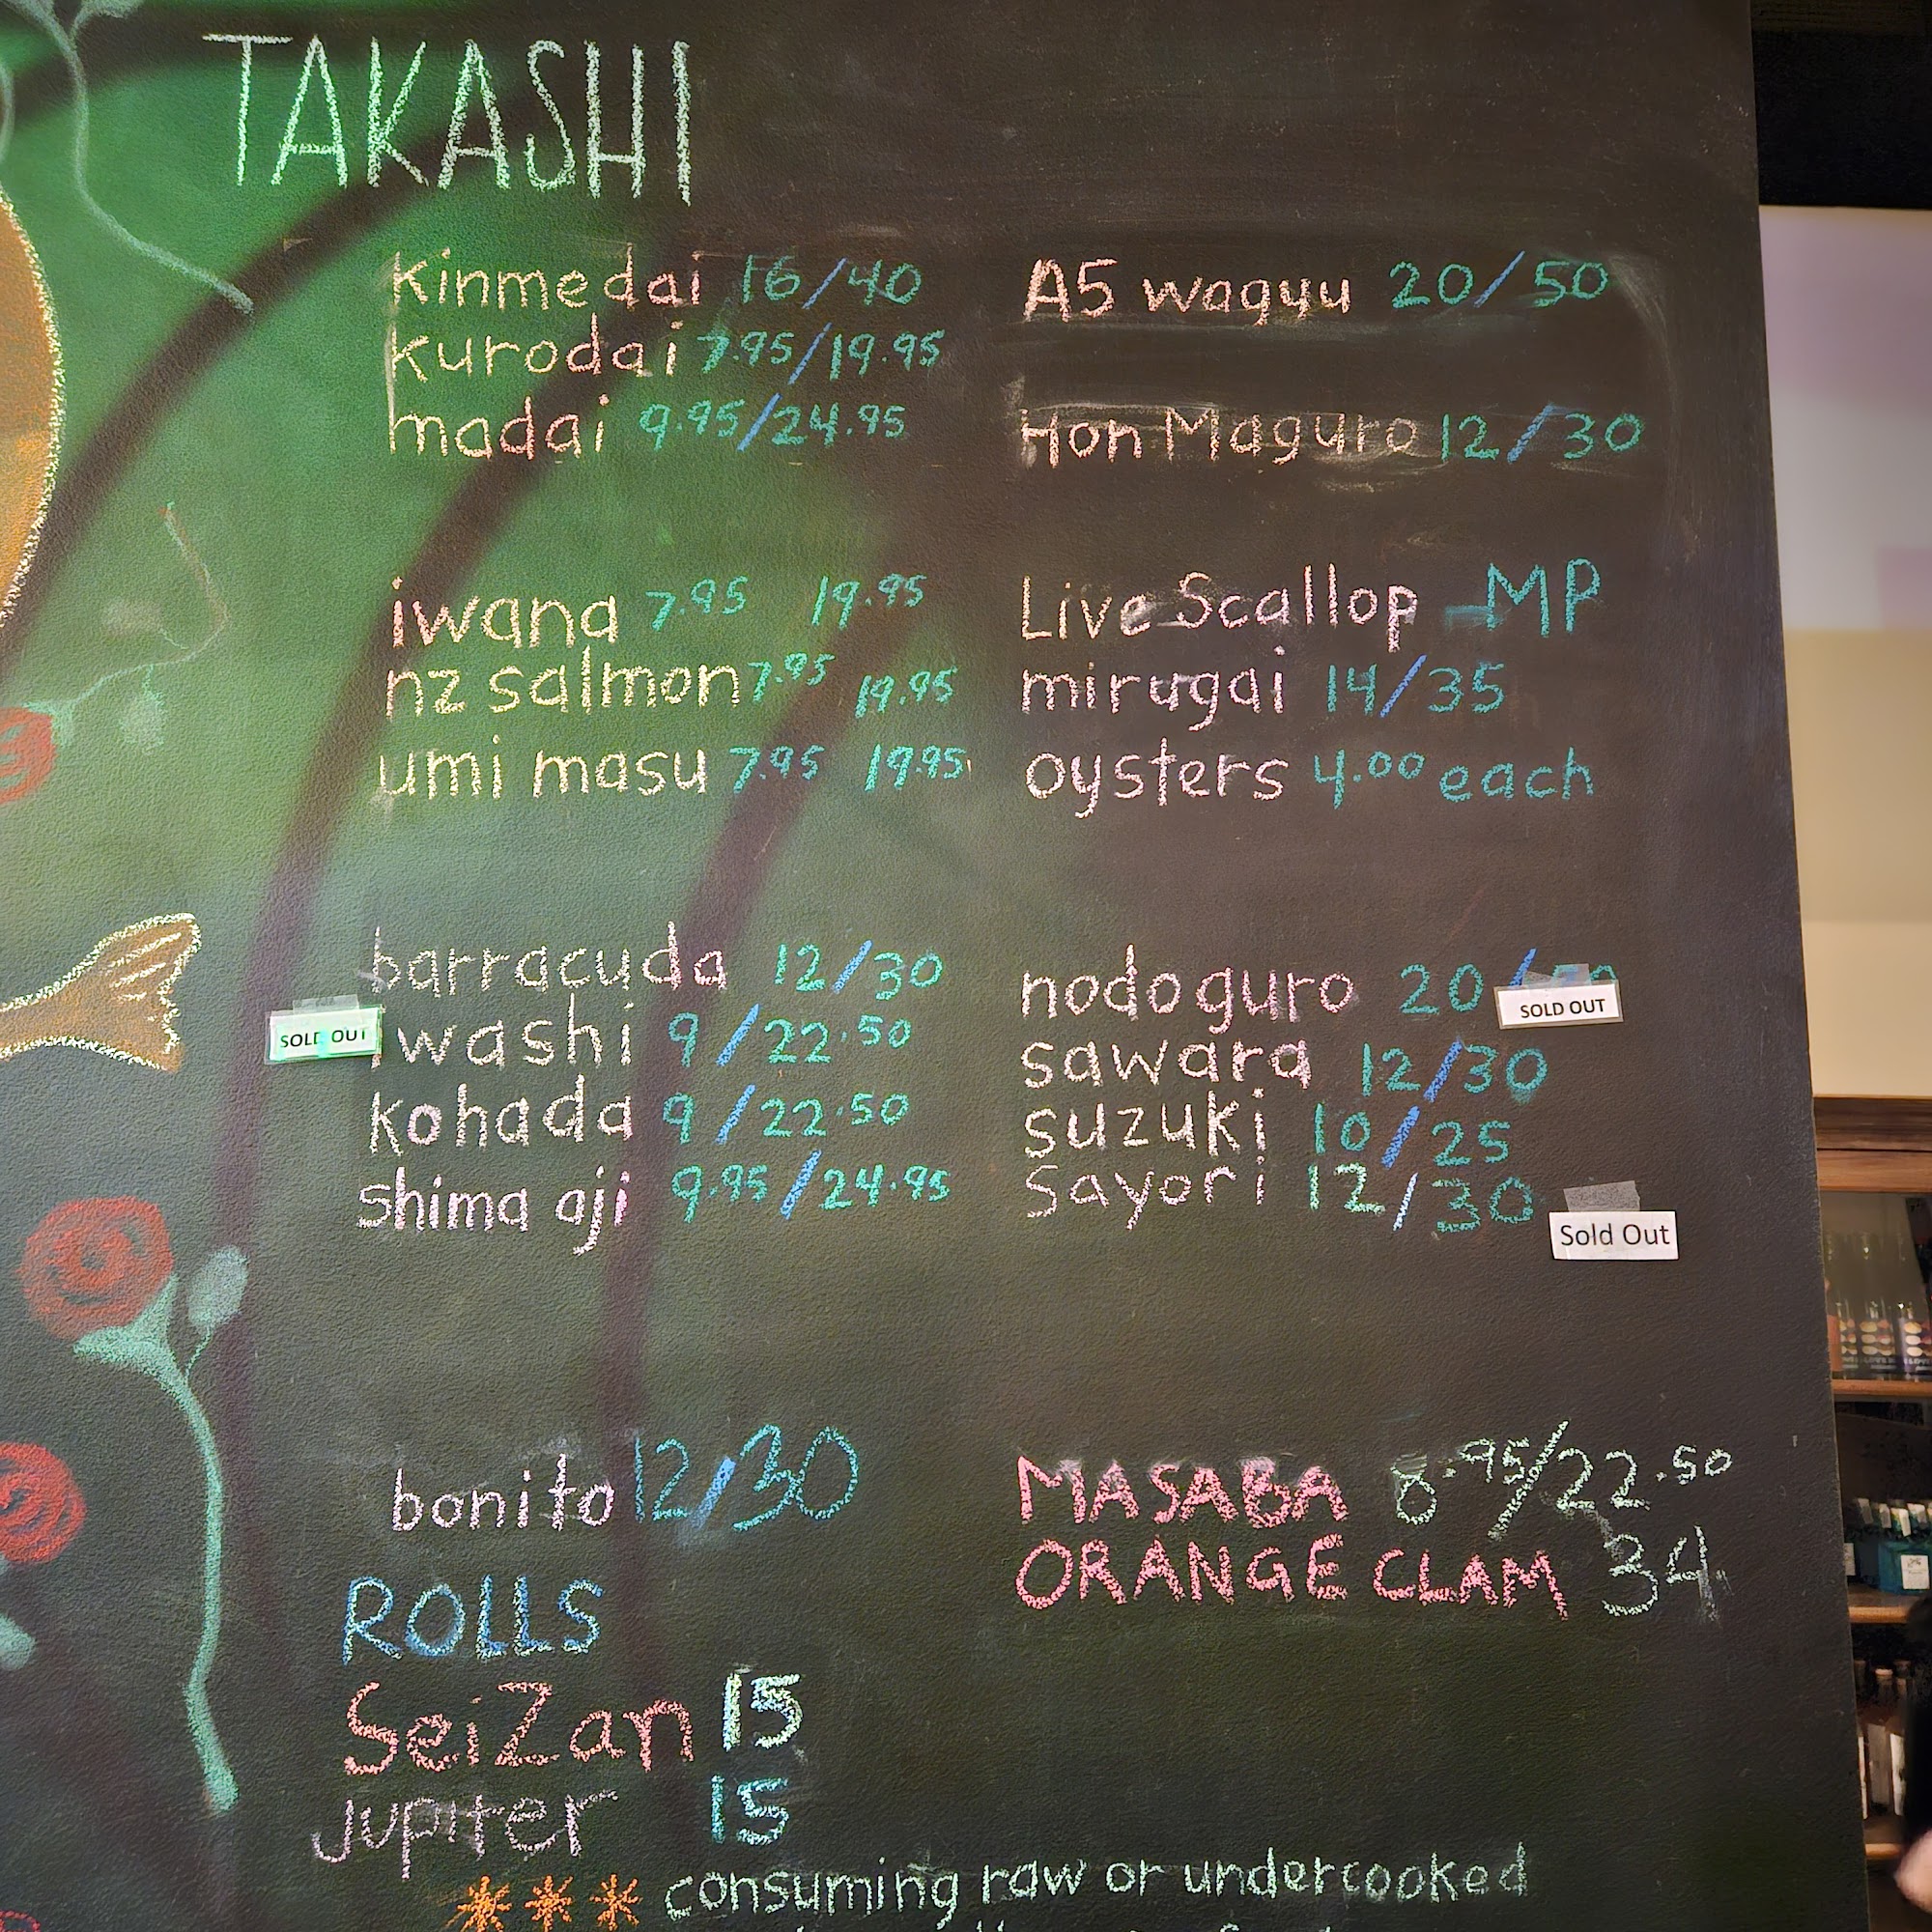 TAKASHI
Kinmedai 16/40
kurodai 7.95/19.95
madai 9.95/24.95
iwana 7.95 19.95
nz salmon 7.95 19.95
umi masu 7.95 19.95
barracuda 12/30
SOLD OUT iwashi 9/22.50
kohada 9/22.50
shima aji 9.95/24.95
bonito 12/30
ROLLS
SeiZan 15
jupiter 15
A5 wagyu 20/50
Hon Maguro 12/30
Live Scallop MP
mirugai 14/35
oysters 4.00 each
nodoguro 20/
SOLD OUT
sawara 12/30
suzuki 10/25
Sayori 12/30
Sold Out
MASABA 8.95/22.50
ORANGE CLAM 34.
*** consuming raw or undercooked